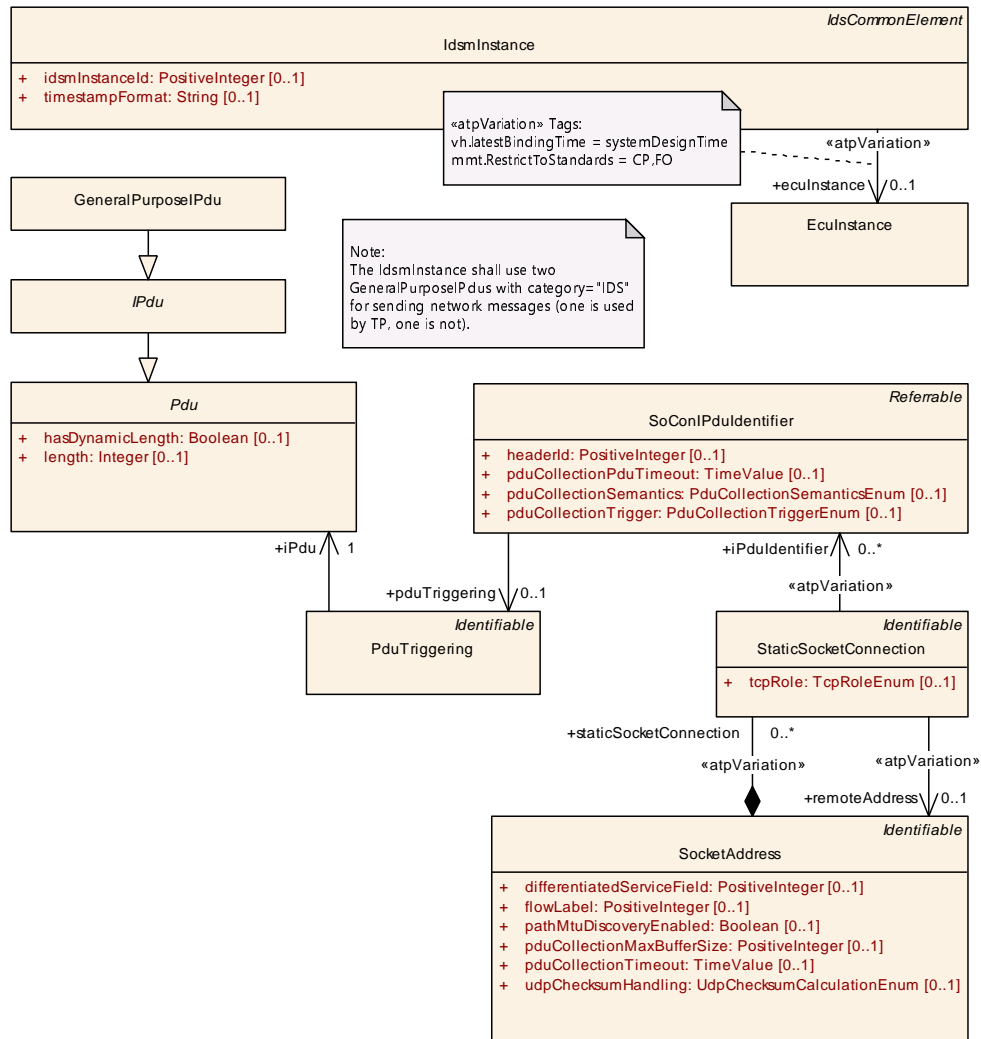 IdsCommonElement
IdsmInstance
+ idsmInstanceId: PositiveInteger [0..1]
+ timestampFormat: String [0..1]
«atpVariation» Tags:
vh.latestBindingTime = systemDesignTime
mmt.RestrictToStandards = CP,FO
«atpVariation»
+ecuInstance 0..1
EcuInstance
GeneralPurposeIPdu
Note:
The IdsmInstance shall use two
GeneralPurposeIPdus with category="IDS"
for sending network messages (one is used
by TP, one is not).
IPdu
Pdu
+ hasDynamicLength: Boolean [0..1]
+ length: Integer [0..1]
Referrable
SoConIPduIdentifier
+ headerId: PositiveInteger [0..1]
+ pduCollectionPduTimeout: TimeValue [0..1]
+ pduCollectionSemantics: PduCollectionSemanticsEnum [0..1]
+ pduCollectionTrigger: PduCollectionTriggerEnum [0..1]
+iPdu 1
+iPduIdentifier 0..*
«atpVariation»
+pduTriggering 0..1
Identifiable
PduTriggering
Identifiable
StaticSocketConnection
+ tcpRole: TcpRoleEnum [0..1]
+staticSocketConnection 0..*
«atpVariation»
«atpVariation»
+remoteAddress 0..1
Identifiable
SocketAddress
+ differentiatedServiceField: PositiveInteger [0..1]
+ flowLabel: PositiveInteger [0..1]
+ pathMtuDiscoveryEnabled: Boolean [0..1]
+ pduCollectionMaxBufferSize: PositiveInteger [0..1]
+ pduCollectionTimeout: TimeValue [0..1]
+ udpChecksumHandling: UdpChecksumCalculationEnum [0..1]